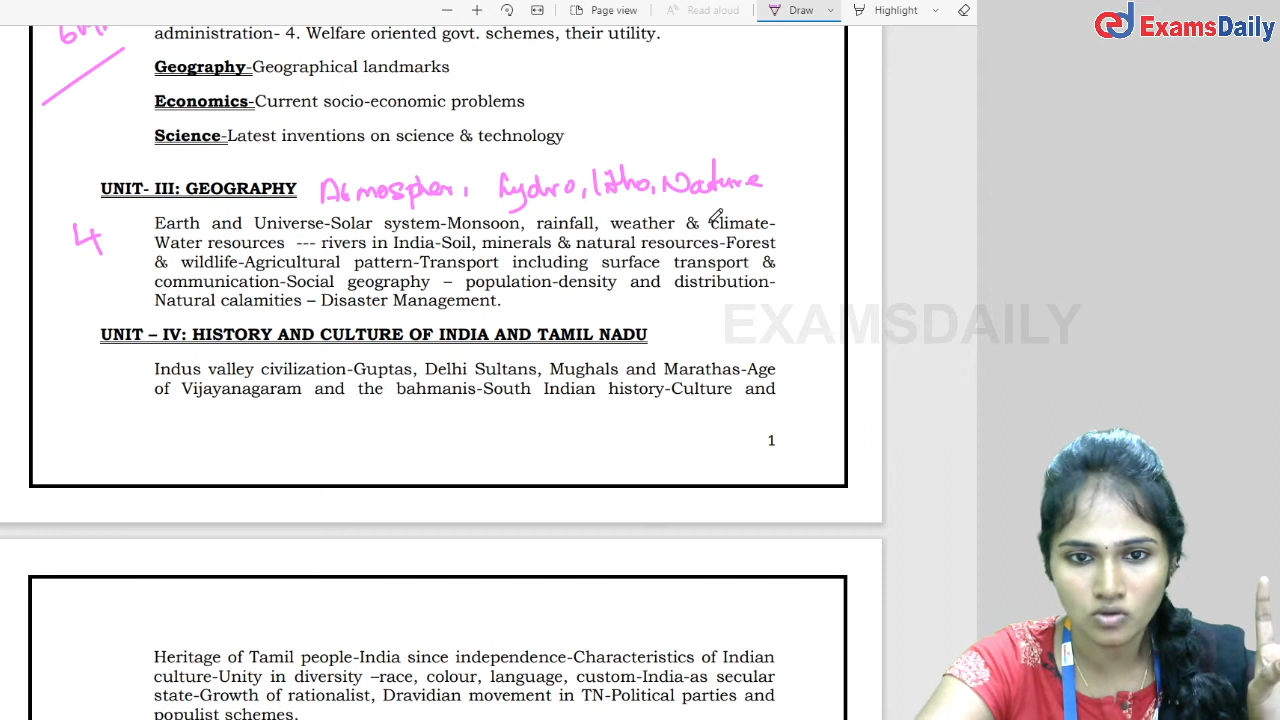 Page view
Read aloud
Draw
Highlight
ExamsDaily
administration- 4. Welfare oriented govt. schemes, their utility.
Geography-Geographical landmarks
Economics-Current socio-economic problems
Science-Latest inventions on science & technology
UNIT- III: GEOGRAPHY Atmospher, hydro, litho, Nature
4
Earth and Universe-Solar system-Monsoon, rainfall, weather & climate-
Water resources --- rivers in India-Soil, minerals & natural resources-Forest
& wildlife-Agricultural pattern-Transport including surface transport &
communication-Social geography – population-density and distribution-
Natural calamities – Disaster Management.
EXAMSDAILY
UNIT – IV: HISTORY AND CULTURE OF INDIA AND TAMIL NADU
Indus valley civilization-Guptas, Delhi Sultans, Mughals and Marathas-Age
of Vijayanagaram and the bahmanis-South Indian history-Culture and
1
Heritage of Tamil people-India since independence-Characteristics of Indian
culture-Unity in diversity –race, colour, language, custom-India-as secular
state-Growth of rationalist, Dravidian movement in TN-Political parties and
populist schemes.